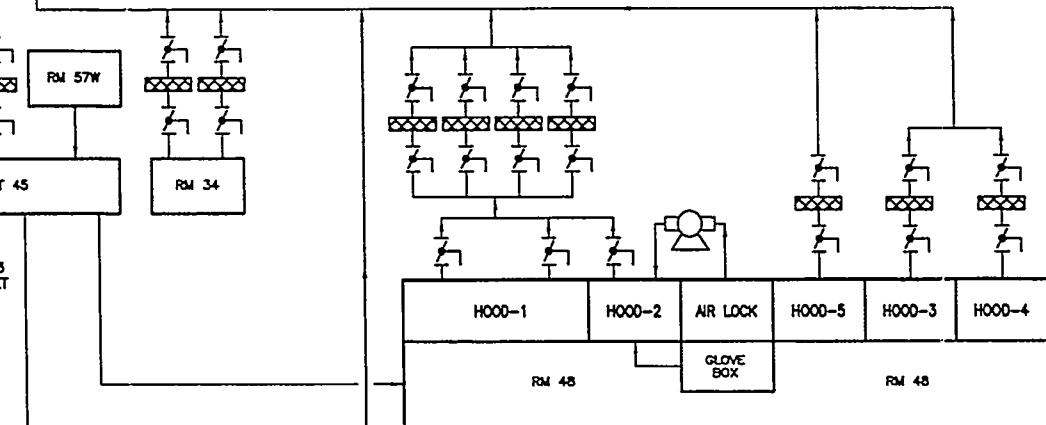 RM 57W
T 45
RM 34
HOOD-1
HOOD-2
AIR LOCK
HOOD-5
HOOD-3
HOOD-4
GLOVE
BOX
RM 48
RM 48